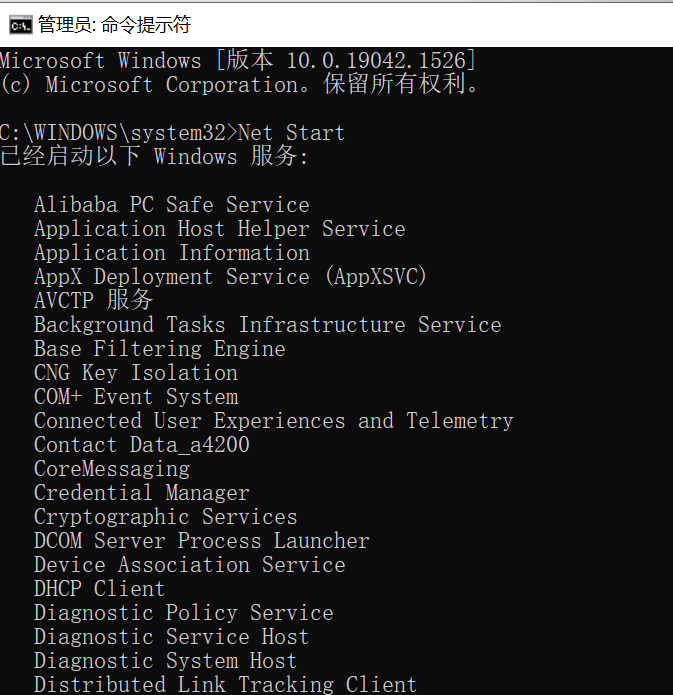 管理员: 命令提示符
Microsoft Windows [版本 10.0.19042.1526]
(c) Microsoft Corporation。保留所有权利。
C:\WINDOWS\system32>Net Start
已经启动以下 Windows 服务:
Alibaba PC Safe Service
Application Host Helper Service
Application Information
AppX Deployment Service (AppXSVC)
AVCTP 服务
Background Tasks Infrastructure Service
Base Filtering Engine
CNG Key Isolation
COM+ Event System
Connected User Experiences and Telemetry
Contact Data_a4200
CoreMessaging
Credential Manager
Cryptographic Services
DCOM Server Process Launcher
Device Association Service
DHCP Client
Diagnostic Policy Service
Diagnostic Service Host
Diagnostic System Host
Distributed Link Tracking Client